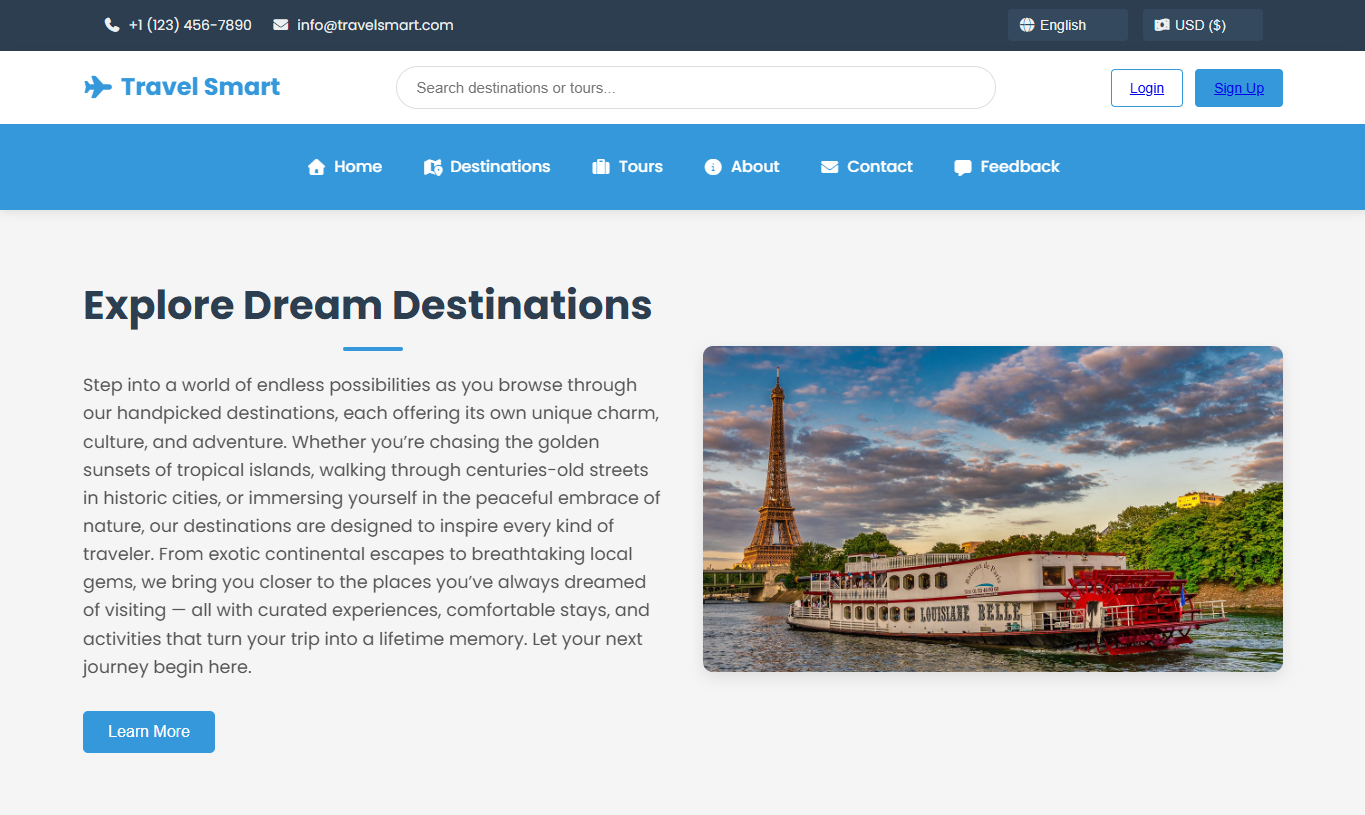 +1 (123) 456-7890 info@travelsmart.com English USD ($)
Travel Smart Search destinations or tours... Login Sign Up
Home Destinations Tours About Contact Feedback
Explore Dream Destinations
Step into a world of endless possibilities as you browse through
our handpicked destinations, each offering its own unique charm,
culture, and adventure. Whether you’re chasing the golden
sunsets of tropical islands, walking through centuries-old streets
in historic cities, or immersing yourself in the peaceful embrace of
nature, our destinations are designed to inspire every kind of
traveler. From exotic continental escapes to breathtaking local
gems, we bring you closer to the places you’ve always dreamed
of visiting — all with curated experiences, comfortable stays, and
activities that turn your trip into a lifetime memory. Let your next
journey begin here.
Learn More
Bateaux de Paris
LOUISIANE BELLE